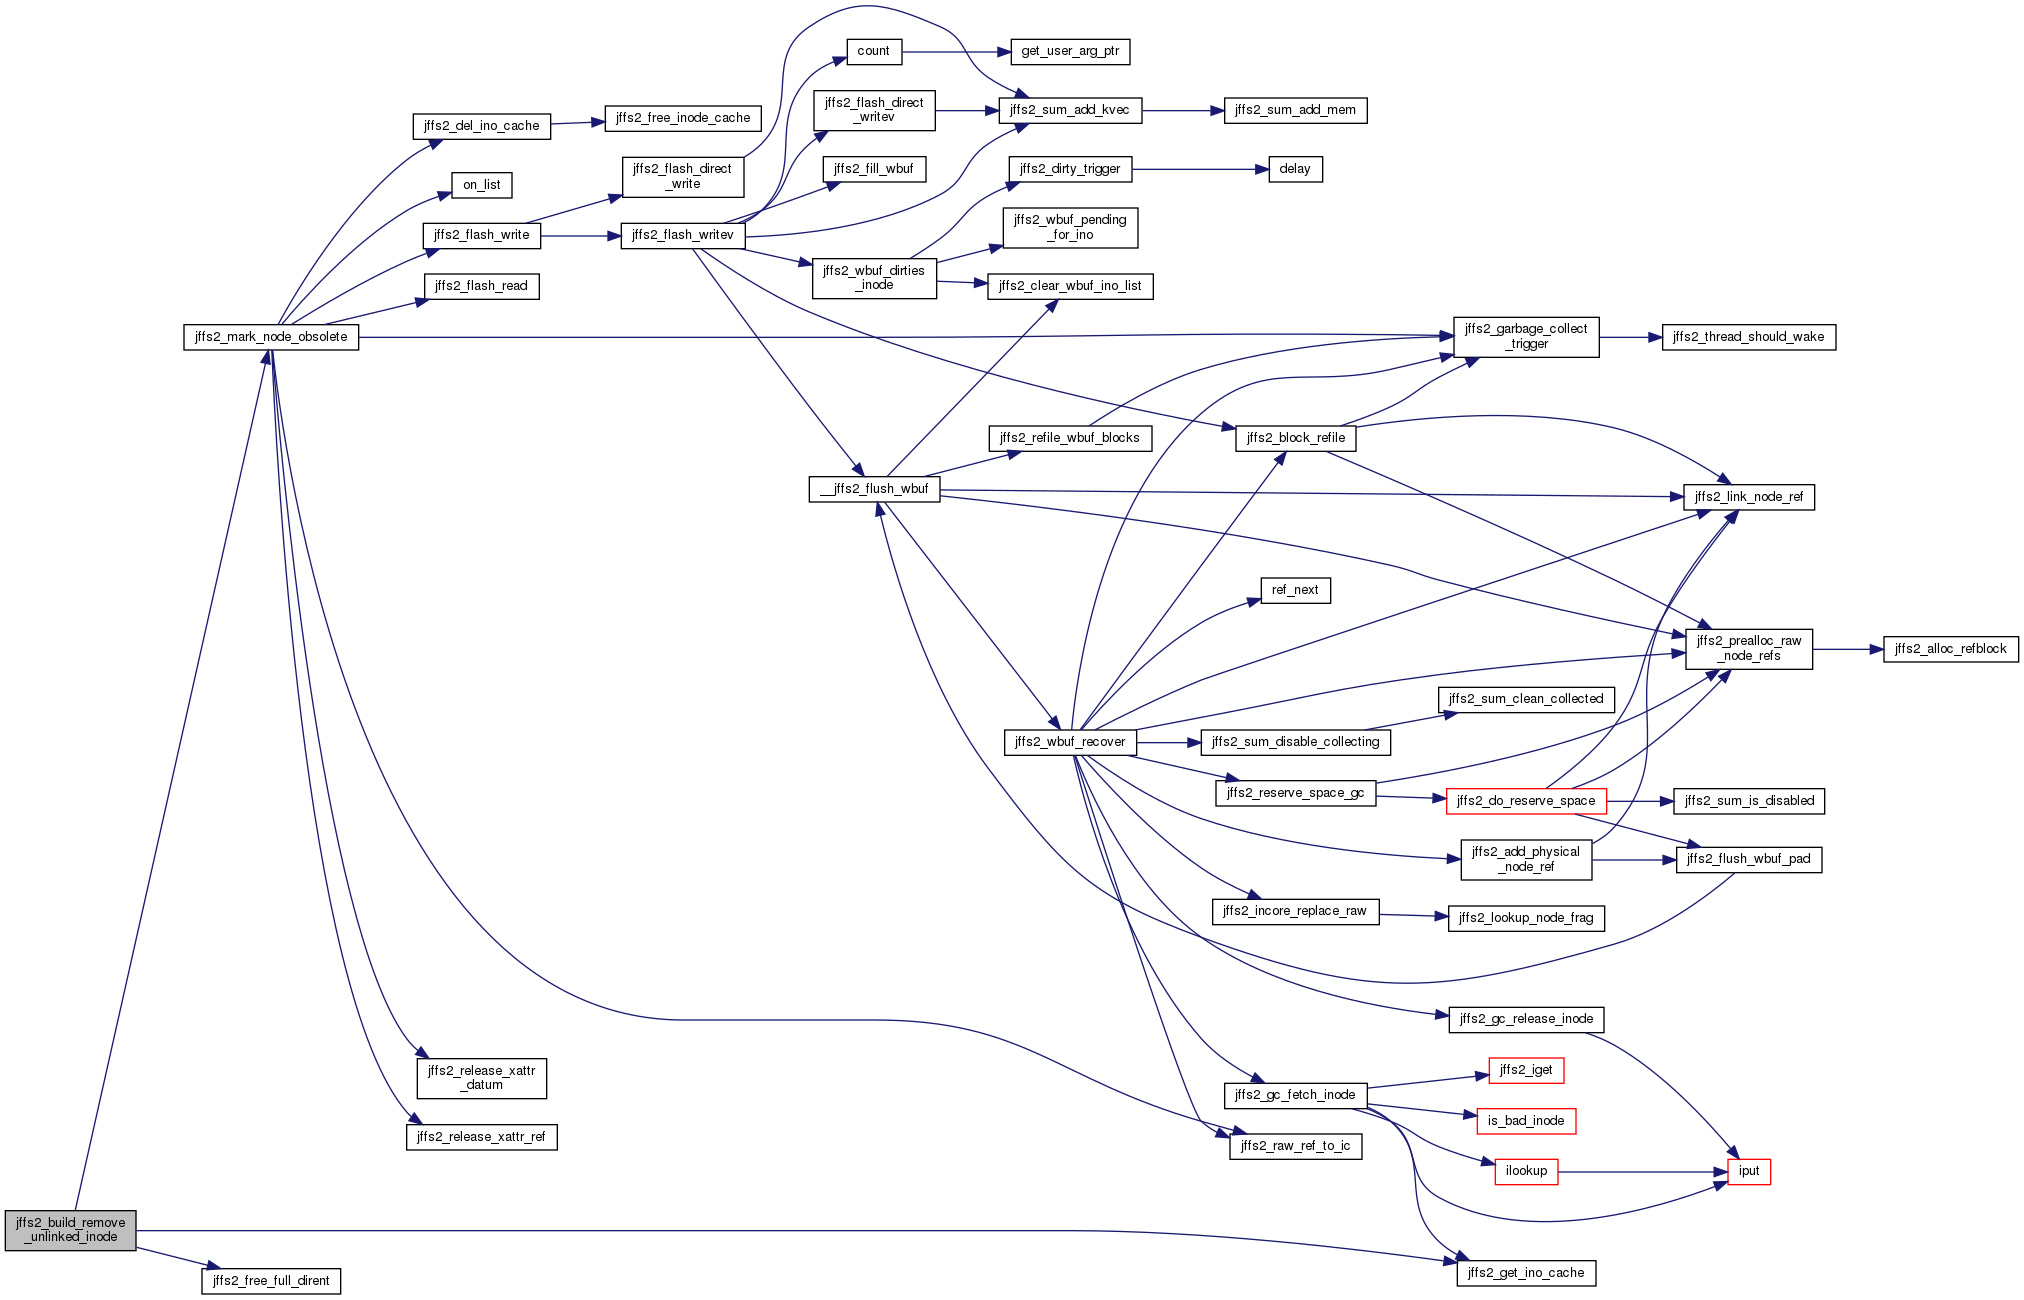 count
get_user_arg_ptr
jffs2_flash_direct
_writev
jffs2_sum_add_kvec
jffs2_sum_add_mem
jffs2_del_ino_cache
jffs2_free_inode_cache
jffs2_flash_direct
_write
jffs2_fill_wbuf
jffs2_dirty_trigger
delay
on_list
jffs2_wbuf_pending
_for_ino
jffs2_flash_write
jffs2_flash_writev
jffs2_wbuf_dirties
_inode
jffs2_flash_read
jffs2_clear_wbuf_ino_list
jffs2_mark_node_obsolete
jffs2_garbage_collect
_trigger
jffs2_thread_should_wake
jffs2_refile_wbuf_blocks
jffs2_block_refile
__jffs2_flush_wbuf
jffs2_link_node_ref
ref_next
jffs2_prealloc_raw
_node_refs
jffs2_alloc_refblock
jffs2_sum_clean_collected
jffs2_wbuf_recover
jffs2_sum_disable_collecting
jffs2_reserve_space_gc
jffs2_do_reserve_space
jffs2_sum_is_disabled
jffs2_add_physical
_node_ref
jffs2_flush_wbuf_pad
jffs2_incore_replace_raw
jffs2_lookup_node_frag
jffs2_gc_release_inode
jffs2_release_xattr
_datum
jffs2_iget
jffs2_gc_fetch_inode
is_bad_inode
jffs2_release_xattr_ref
jffs2_raw_ref_to_ic
ilookup
iput
jffs2_build_remove
_unlinked_inode
jffs2_free_full_dirent
jffs2_get_ino_cache